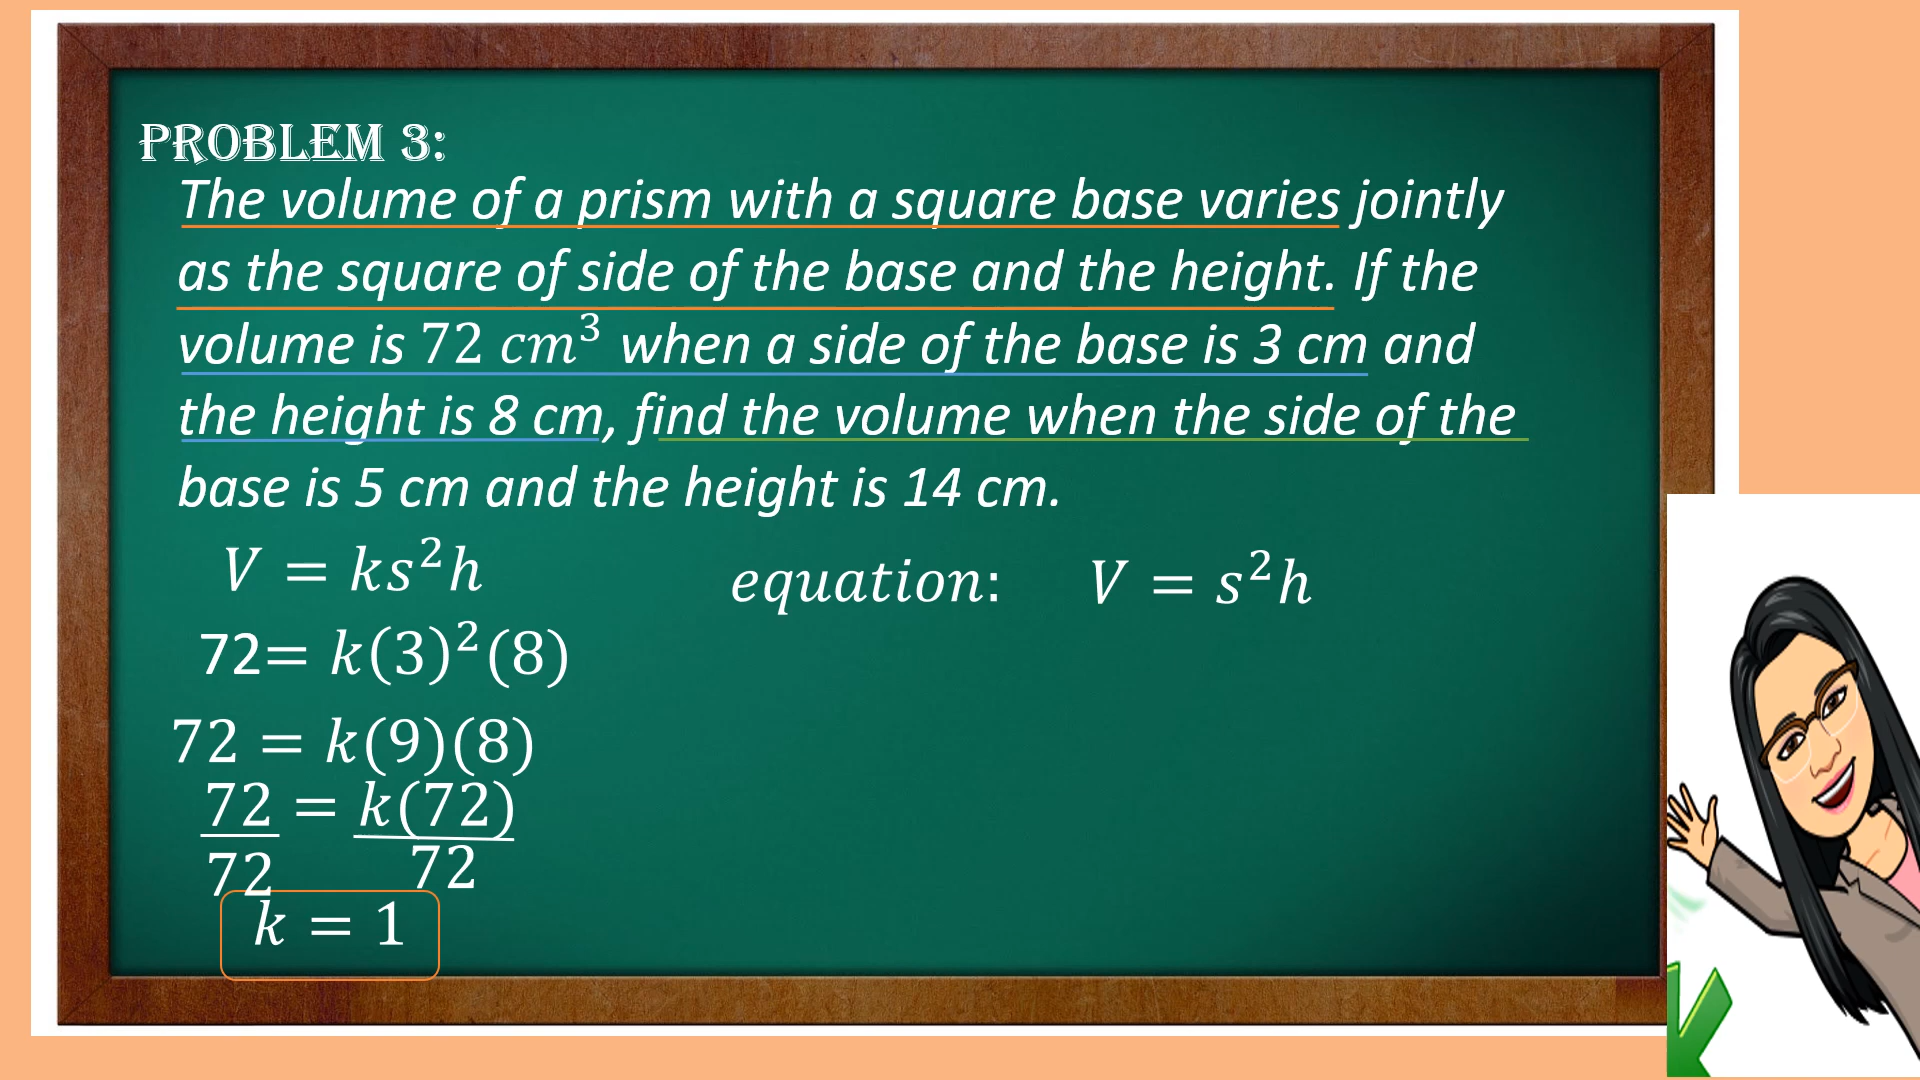 PROBLEM 3:
The volume of a prism with a square base varies jointly
as the square of side of the base and the height. If the
volume is 72 cm³ when a side of the base is 3 cm and
the height is 8 cm, find the volume when the side of the
base is 5 cm and the height is 14 cm.
V = ks²h
72= k(3)²(8)
72 = k(9)(8)
72 = k(72)
72 72
k = 1
equation: V = s²h